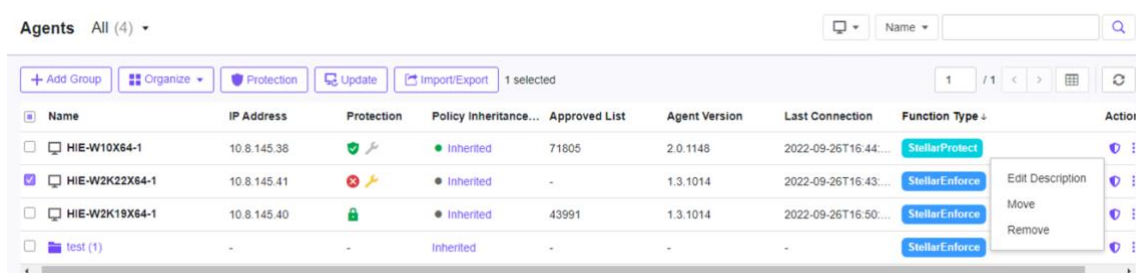 Agents All (4)
Name
Add Group Organize Protection Update Import/Export 1 selected 1 / 1
Name IP Address Protection Policy Inheritance... Approved List Agent Version Last Connection Function Type Action
HIE-W10X64-1 10.8.145.38 Inherited 71805 2.0.1148 2022-09-26T16:44:... StellarProtect
HIE-W2K22X64-1 10.8.145.41 Inherited - 1.3.1014 2022-09-26T16:43:... StellarEnforce
HIE-W2K19X64-1 10.8.145.40 Inherited 43991 1.3.1014 2022-09-26T16:50:... StellarEnforce
test (1) - - Inherited - - - StellarEnforce
Edit Description
Move
Remove